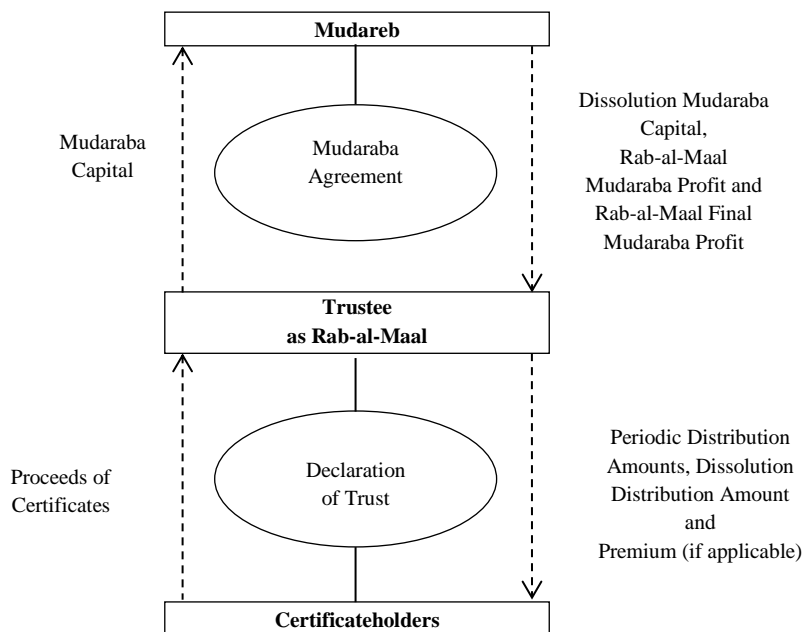 Mudareb
Mudaraba
Capital
Mudaraba
Agreement
Dissolution Mudaraba
Capital,
Rab-al-Maal
Mudaraba Profit and
Rab-al-Maal Final
Mudaraba Profit
Trustee
as Rab-al-Maal
Proceeds of
Certificates
Declaration
of Trust
Periodic Distribution
Amounts, Dissolution
Distribution Amount
and
Premium (if applicable)
Certificateholders